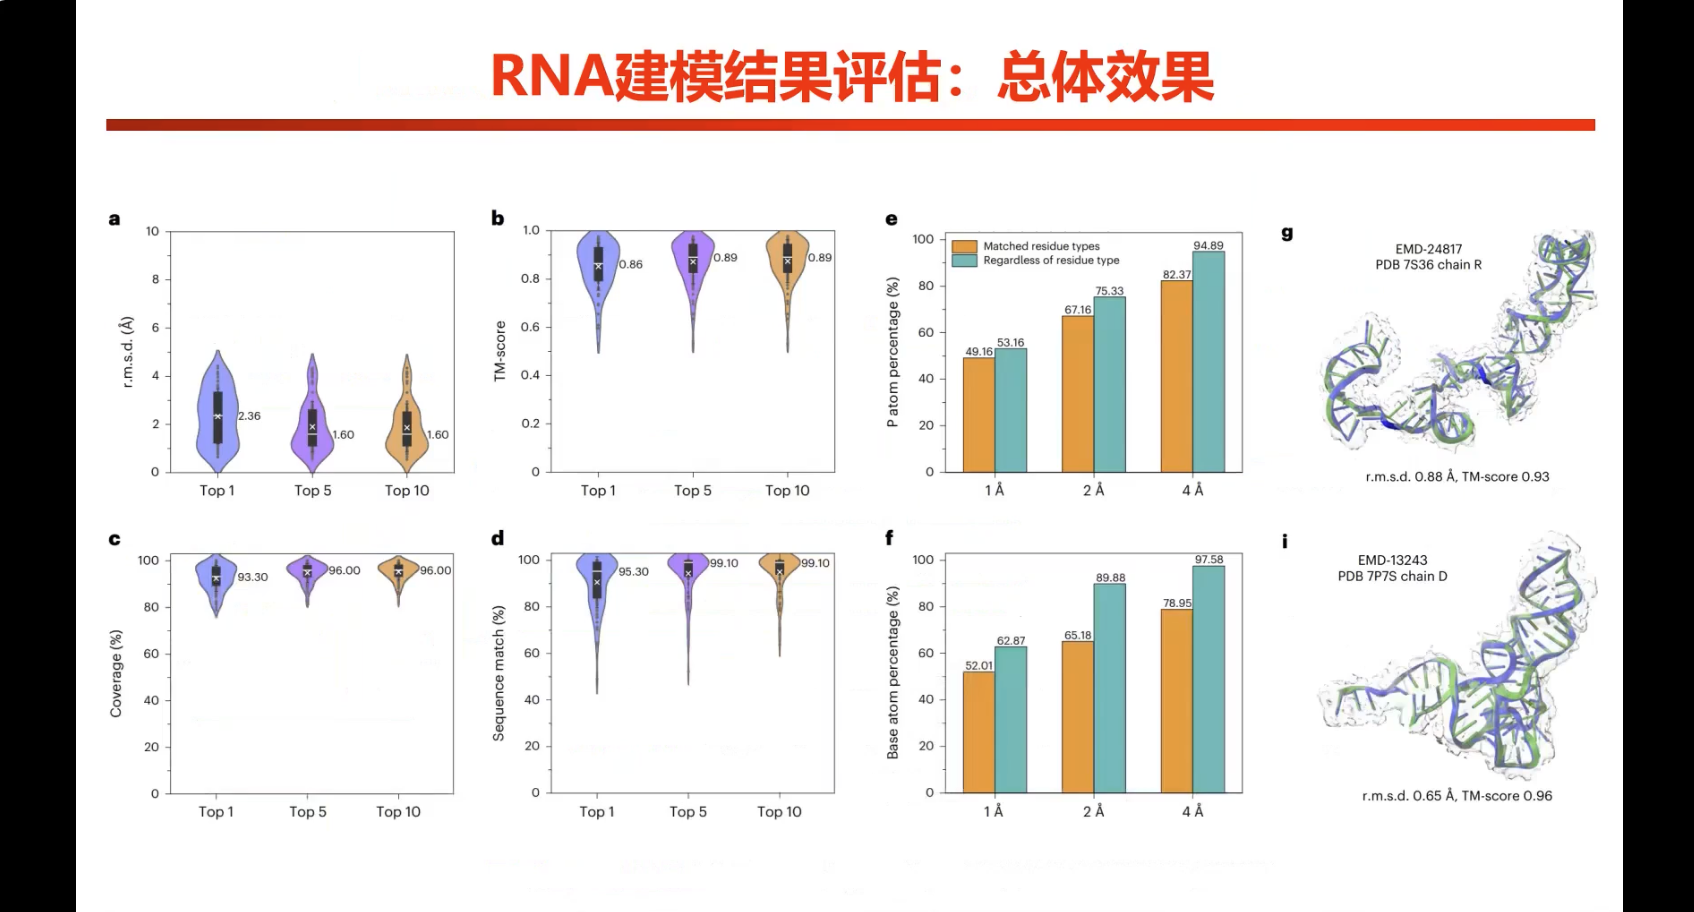 RNA建模结果评估：总体效果
a
10
8
6
4
2
0
r.m.s.d. (Å)
2.36
1.60
1.60
Top 1
Top 5
Top 10
b
1.0
0.8
0.6
0.4
0.2
0
TM-score
0.86
0.89
0.89
Top 1
Top 5
Top 10
e
100
80
60
40
20
0
P atom percentage (%)
Matched residue types
Regardless of residue type
49.16
53.16
67.16
75.33
82.37
94.89
1 Å
2 Å
4 Å
g
EMD-24817
PDB 7S36 chain R
r.m.s.d. 0.88 Å, TM-score 0.93
c
100
80
60
40
20
0
Coverage (%)
93.30
96.00
96.00
Top 1
Top 5
Top 10
d
100
80
60
40
20
0
Sequence match (%)
95.30
99.10
99.10
Top 1
Top 5
Top 10
f
100
80
60
40
20
0
Base atom percentage (%)
52.01
62.87
65.18
89.88
78.95
97.58
1 Å
2 Å
4 Å
i
EMD-13243
PDB 7P7S chain D
r.m.s.d. 0.65 Å, TM-score 0.96